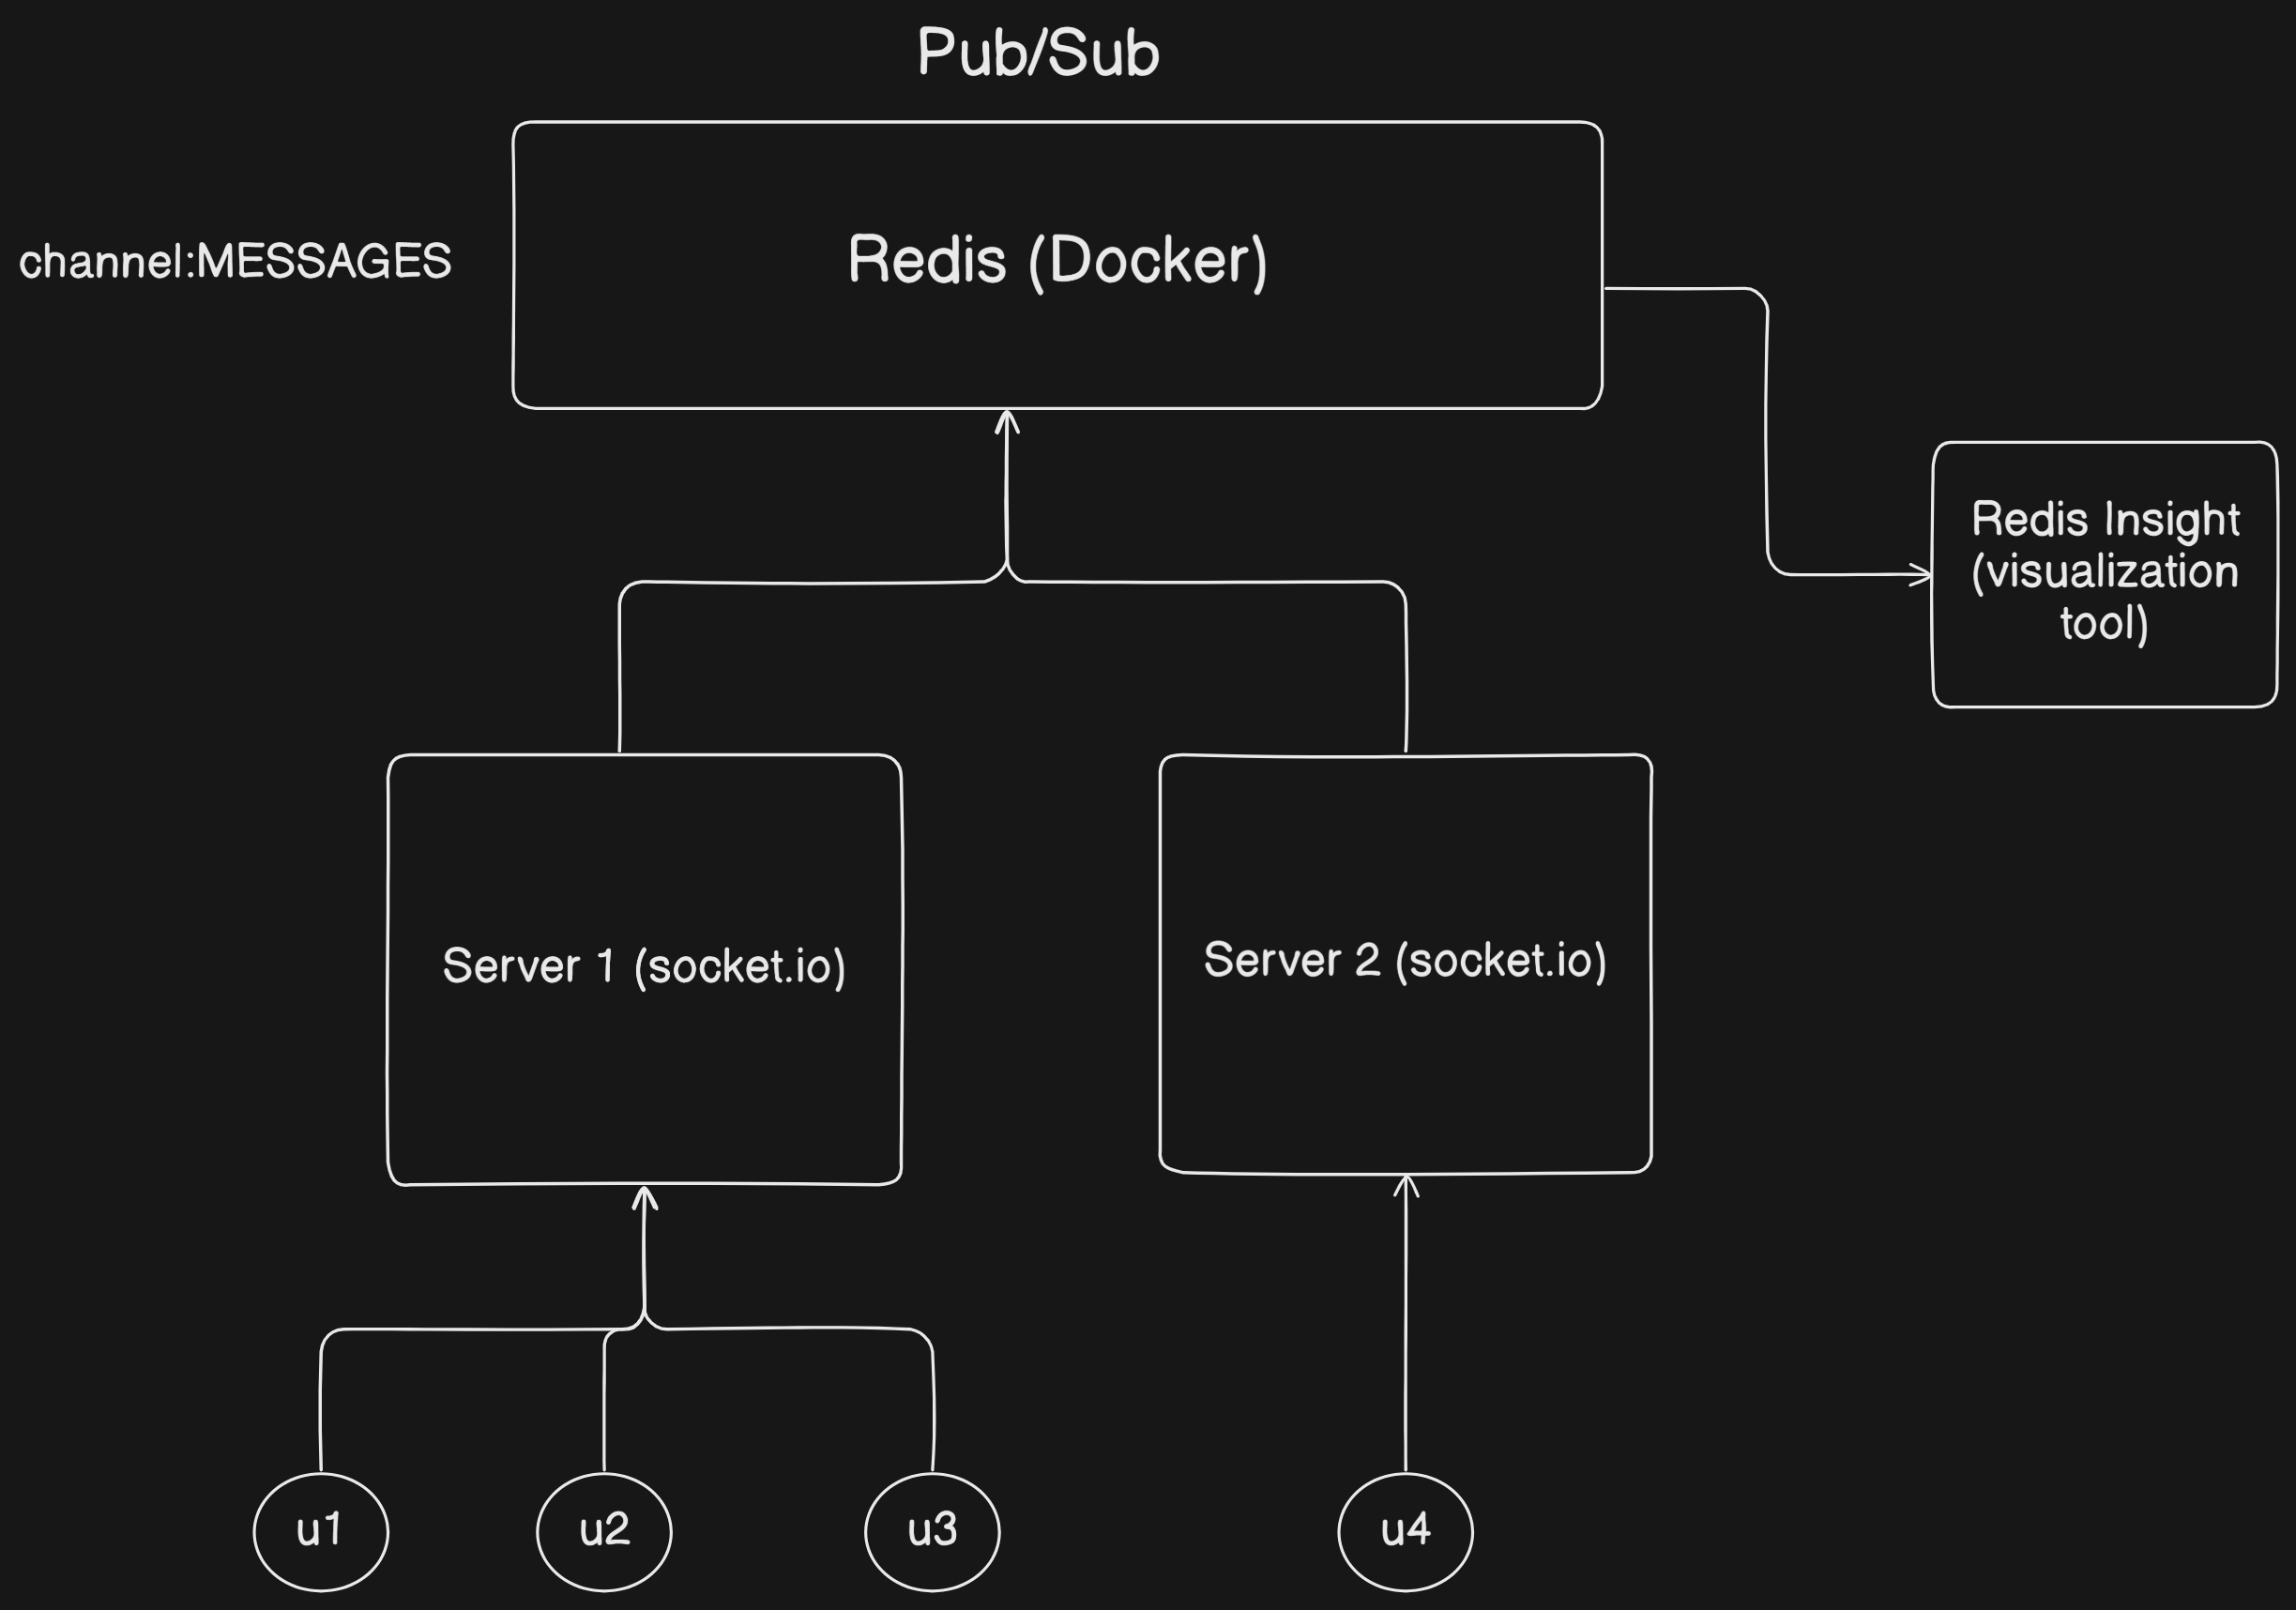 Pub/Sub
channel:MESSAGES
Redis (Docker)
Redis Insight
(visualization
tool)
Server 1 (socket.io)
Server 2 (socket.io)
u1
u2
u3
u4